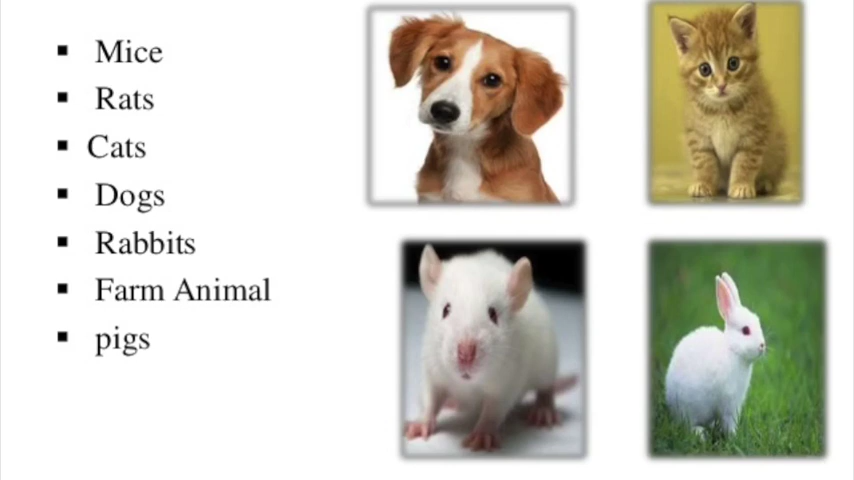 ▪ Mice
▪ Rats
▪ Cats
▪ Dogs
▪ Rabbits
▪ Farm Animal
▪ pigs